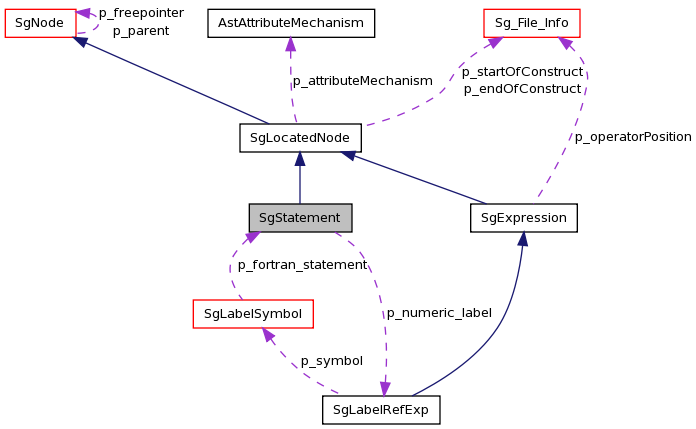 p_freepointer
SgNode
AstAttributeMechanism
Sg_File_Info
p_parent
p_startOfConstruct
p_attributeMechanism
p_endOfConstruct
SgLocatedNode
p_operatorPosition
SgStatement
SgExpression
p_fortran_statement
SgLabelSymbol
p_numeric_label
p_symbol
SgLabelRefExp